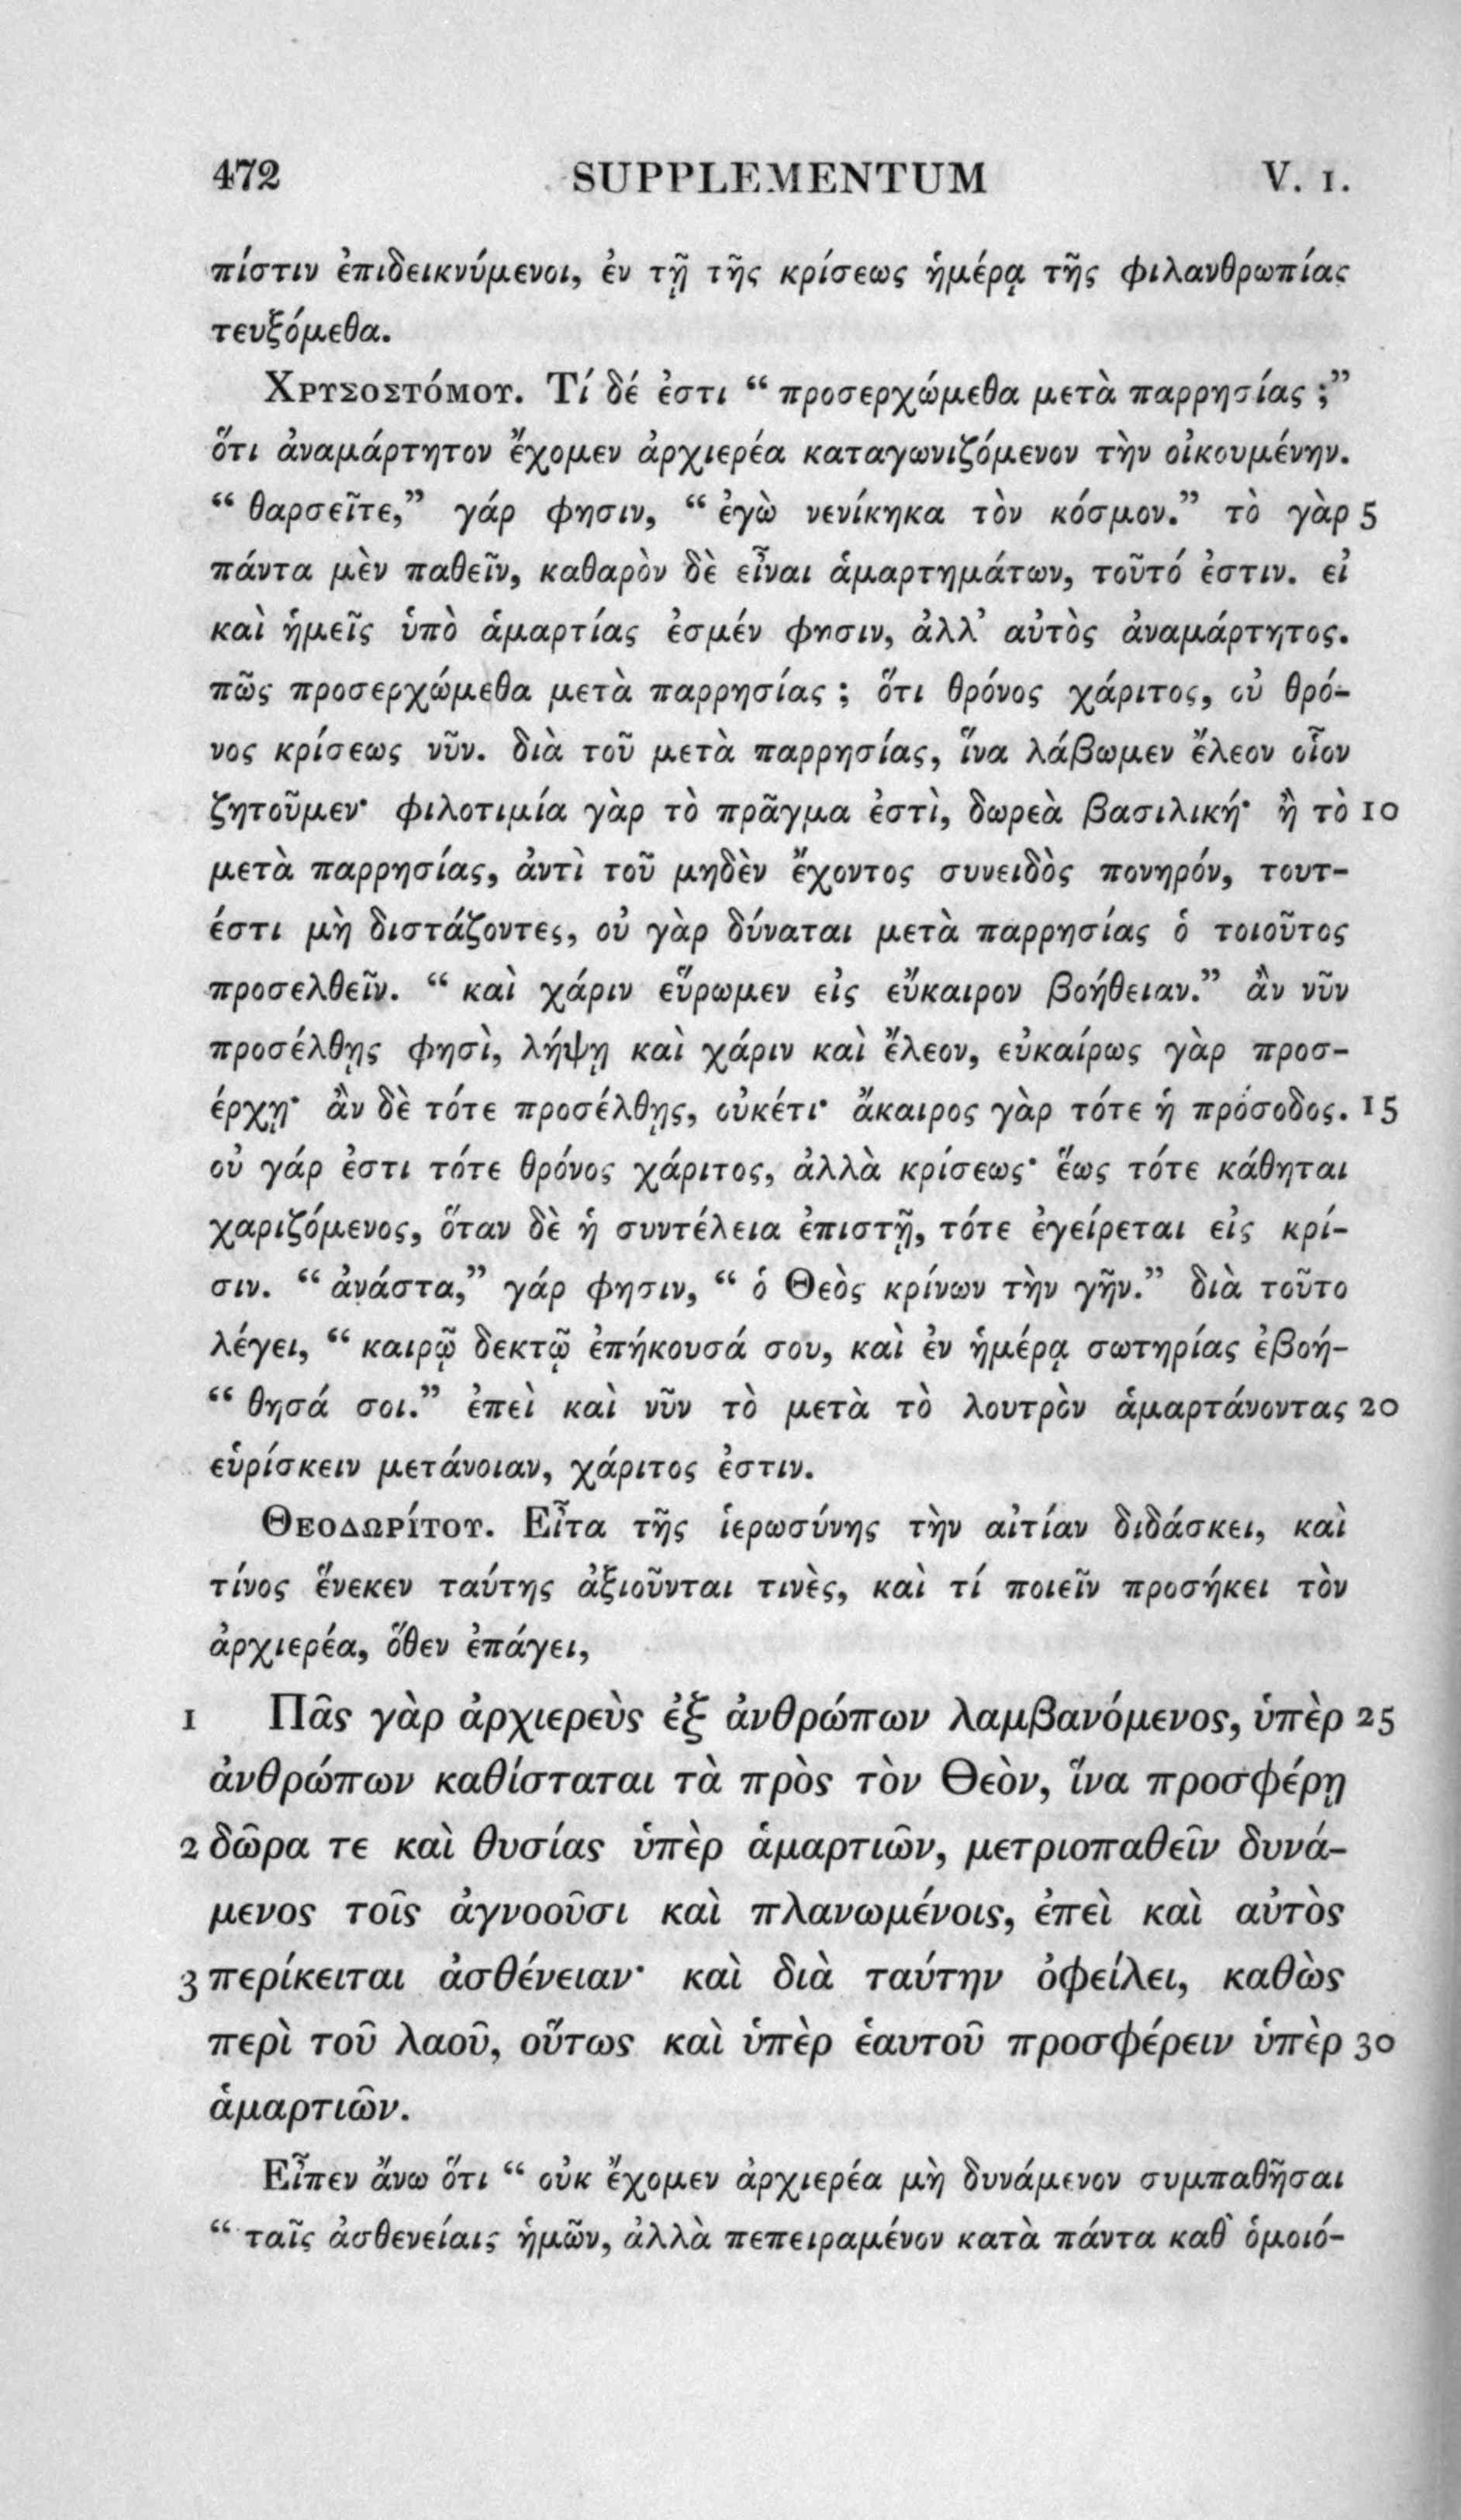 472 SUPPLEMENTUM V. 1.
πίστιν ἐπιδεικνύμενοι, ἐν τῇ τῆς κρίσεως ἡμέρᾳ τῆς φιλανθρωπίας
τευξόμεθα.
Χρυσοστόμου. Τί δέ ἐστι “ προσερχώμεθα μετὰ παρρησίας ;”
ὅτι ἀναμάρτητον ἔχομεν ἀρχιερέα καταγωνιζόμενον τὴν οἰκουμένην.
“ θαρσεῖτε,” γάρ φησιν, “ ἐγὼ νενίκηκα τὸν κόσμον.” τὸ γὰρ 5
πάντα μὲν παθεῖν, καθαρὸν δὲ εἶναι ἁμαρτημάτων, τοῦτό ἐστιν. εἰ
καὶ ἡμεῖς ὑπὸ ἁμαρτίας ἐσμέν φησιν, ἀλλ’ αὐτὸς ἀναμάρτητος.
πῶς προσερχώμεθα μετὰ παρρησίας ; ὅτι θρόνος χάριτος, οὐ θρό-
νος κρίσεως νῦν. διὰ τοῦ μετὰ παρρησίας, ἵνα λάβωμεν ἔλεον οἷον
ζητοῦμεν· φιλοτιμία γὰρ τὸ πρᾶγμα ἐστὶ, δωρεὰ βασιλική· ἢ τὸ 10
μετὰ παρρησίας, ἀντὶ τοῦ μηδὲν ἔχοντος συνειδὸς πονηρόν, τουτ-
έστι μὴ διστάζοντες, οὐ γὰρ δύναται μετὰ παρρησίας ὁ τοιοῦτος
προσελθεῖν. “ καὶ χάριν εὕρωμεν εἰς εὔκαιρον βοήθειαν.” ἂν νῦν
προσέλθῃς φησὶ, λήψῃ καὶ χάριν καὶ ἔλεον, εὐκαίρως γὰρ προσ-
έρχῃ· ἂν δὲ τότε προσέλθῃς, οὐκέτι· ἄκαιρος γὰρ τότε ἡ πρόσοδος. 15
οὐ γάρ ἐστι τότε θρόνος χάριτος, ἀλλὰ κρίσεως· ἕως τότε κάθηται
χαριζόμενος, ὅταν δὲ ἡ συντέλεια ἐπιστῇ, τότε ἐγείρεται εἰς κρί-
σιν. “ ἀνάστα,” γάρ φησιν, “ ὁ Θεὸς κρίνων τὴν γῆν.” διὰ τοῦτο
λέγει, “ καιρῷ δεκτῷ ἐπήκουσά σου, καὶ ἐν ἡμέρᾳ σωτηρίας ἐβοή-
“ θησά σοι.” ἐπεὶ καὶ νῦν τὸ μετὰ τὸ λουτρὸν ἁμαρτάνοντας 20
εὑρίσκειν μετάνοιαν, χάριτος ἐστιν.
Θεοδωρίτου. Εἶτα τῆς ἱερωσύνης τὴν αἰτίαν διδάσκει, καὶ
τίνος ἕνεκεν ταύτης ἀξιοῦνται τινὲς, καὶ τί ποιεῖν προσήκει τὸν
ἀρχιερέα, ὅθεν ἐπάγει,
1 Πᾶς γὰρ ἀρχιερεὺς ἐξ ἀνθρώπων λαμβανόμενος, ὑπὲρ 25
ἀνθρώπων καθίσταται τὰ πρὸς τὸν Θεὸν, ἵνα προσφέρῃ
2 δῶρα τε καὶ θυσίας ὑπὲρ ἁμαρτιῶν, μετριοπαθεῖν δυνά-
μενος τοῖς ἀγνοοῦσι καὶ πλανωμένοις, ἐπεὶ καὶ αὐτὸς
3 περίκειται ἀσθένειαν· καὶ διὰ ταύτην ὀφείλει, καθὼς
περὶ τοῦ λαοῦ, οὕτως καὶ ὑπὲρ ἑαυτοῦ προσφέρειν ὑπὲρ 30
ἁμαρτιῶν.
Εἶπεν ἄνω ὅτι “ οὐκ ἔχομεν ἀρχιερέα μὴ δυνάμενον συμπαθῆσαι
“ ταῖς ἀσθενείαις ἡμῶν, ἀλλὰ πεπειραμένον κατὰ πάντα καθ’ ὁμοιό-